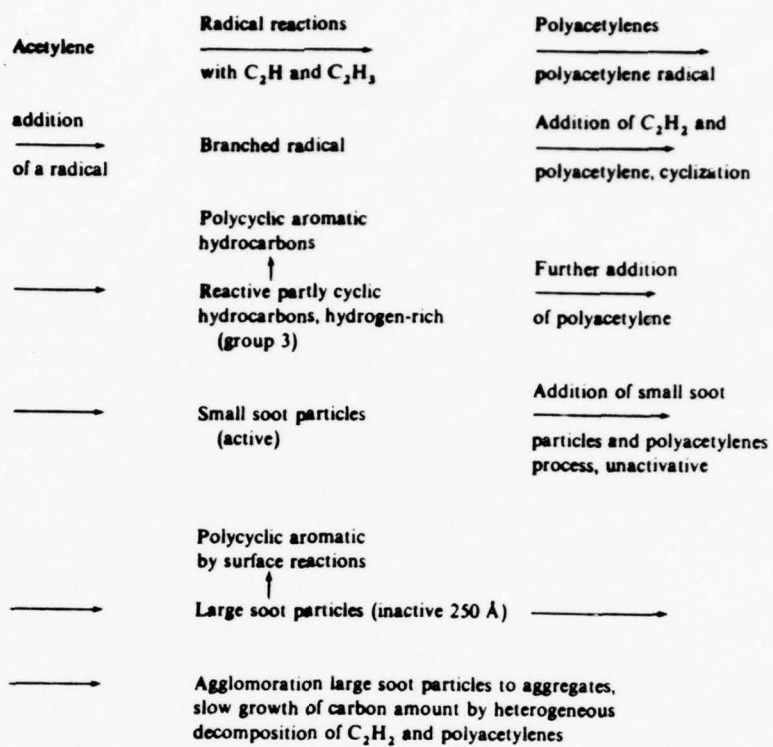 Radical reactions
Polyacetylenes
Acetylene
with C₂H and C₂H₃
polyacetylene radical
addition
of a radical
Branched radical
Addition of C₂H₂ and
polyacetylene, cyclization
Polycyclic aromatic
hydrocarbons
Reactive partly cyclic
hydrocarbons, hydrogen-rich
(group 3)
Further addition
of polyacetylene
Small soot particles
(active)
Addition of small soot
particles and polyacetylenes
process, unactivative
Polycyclic aromatic
by surface reactions
Large soot particles (inactive 250 Å)
Agglomoration large soot particles to aggregates,
slow growth of carbon amount by heterogeneous
decomposition of C₂H₂ and polyacetylenes